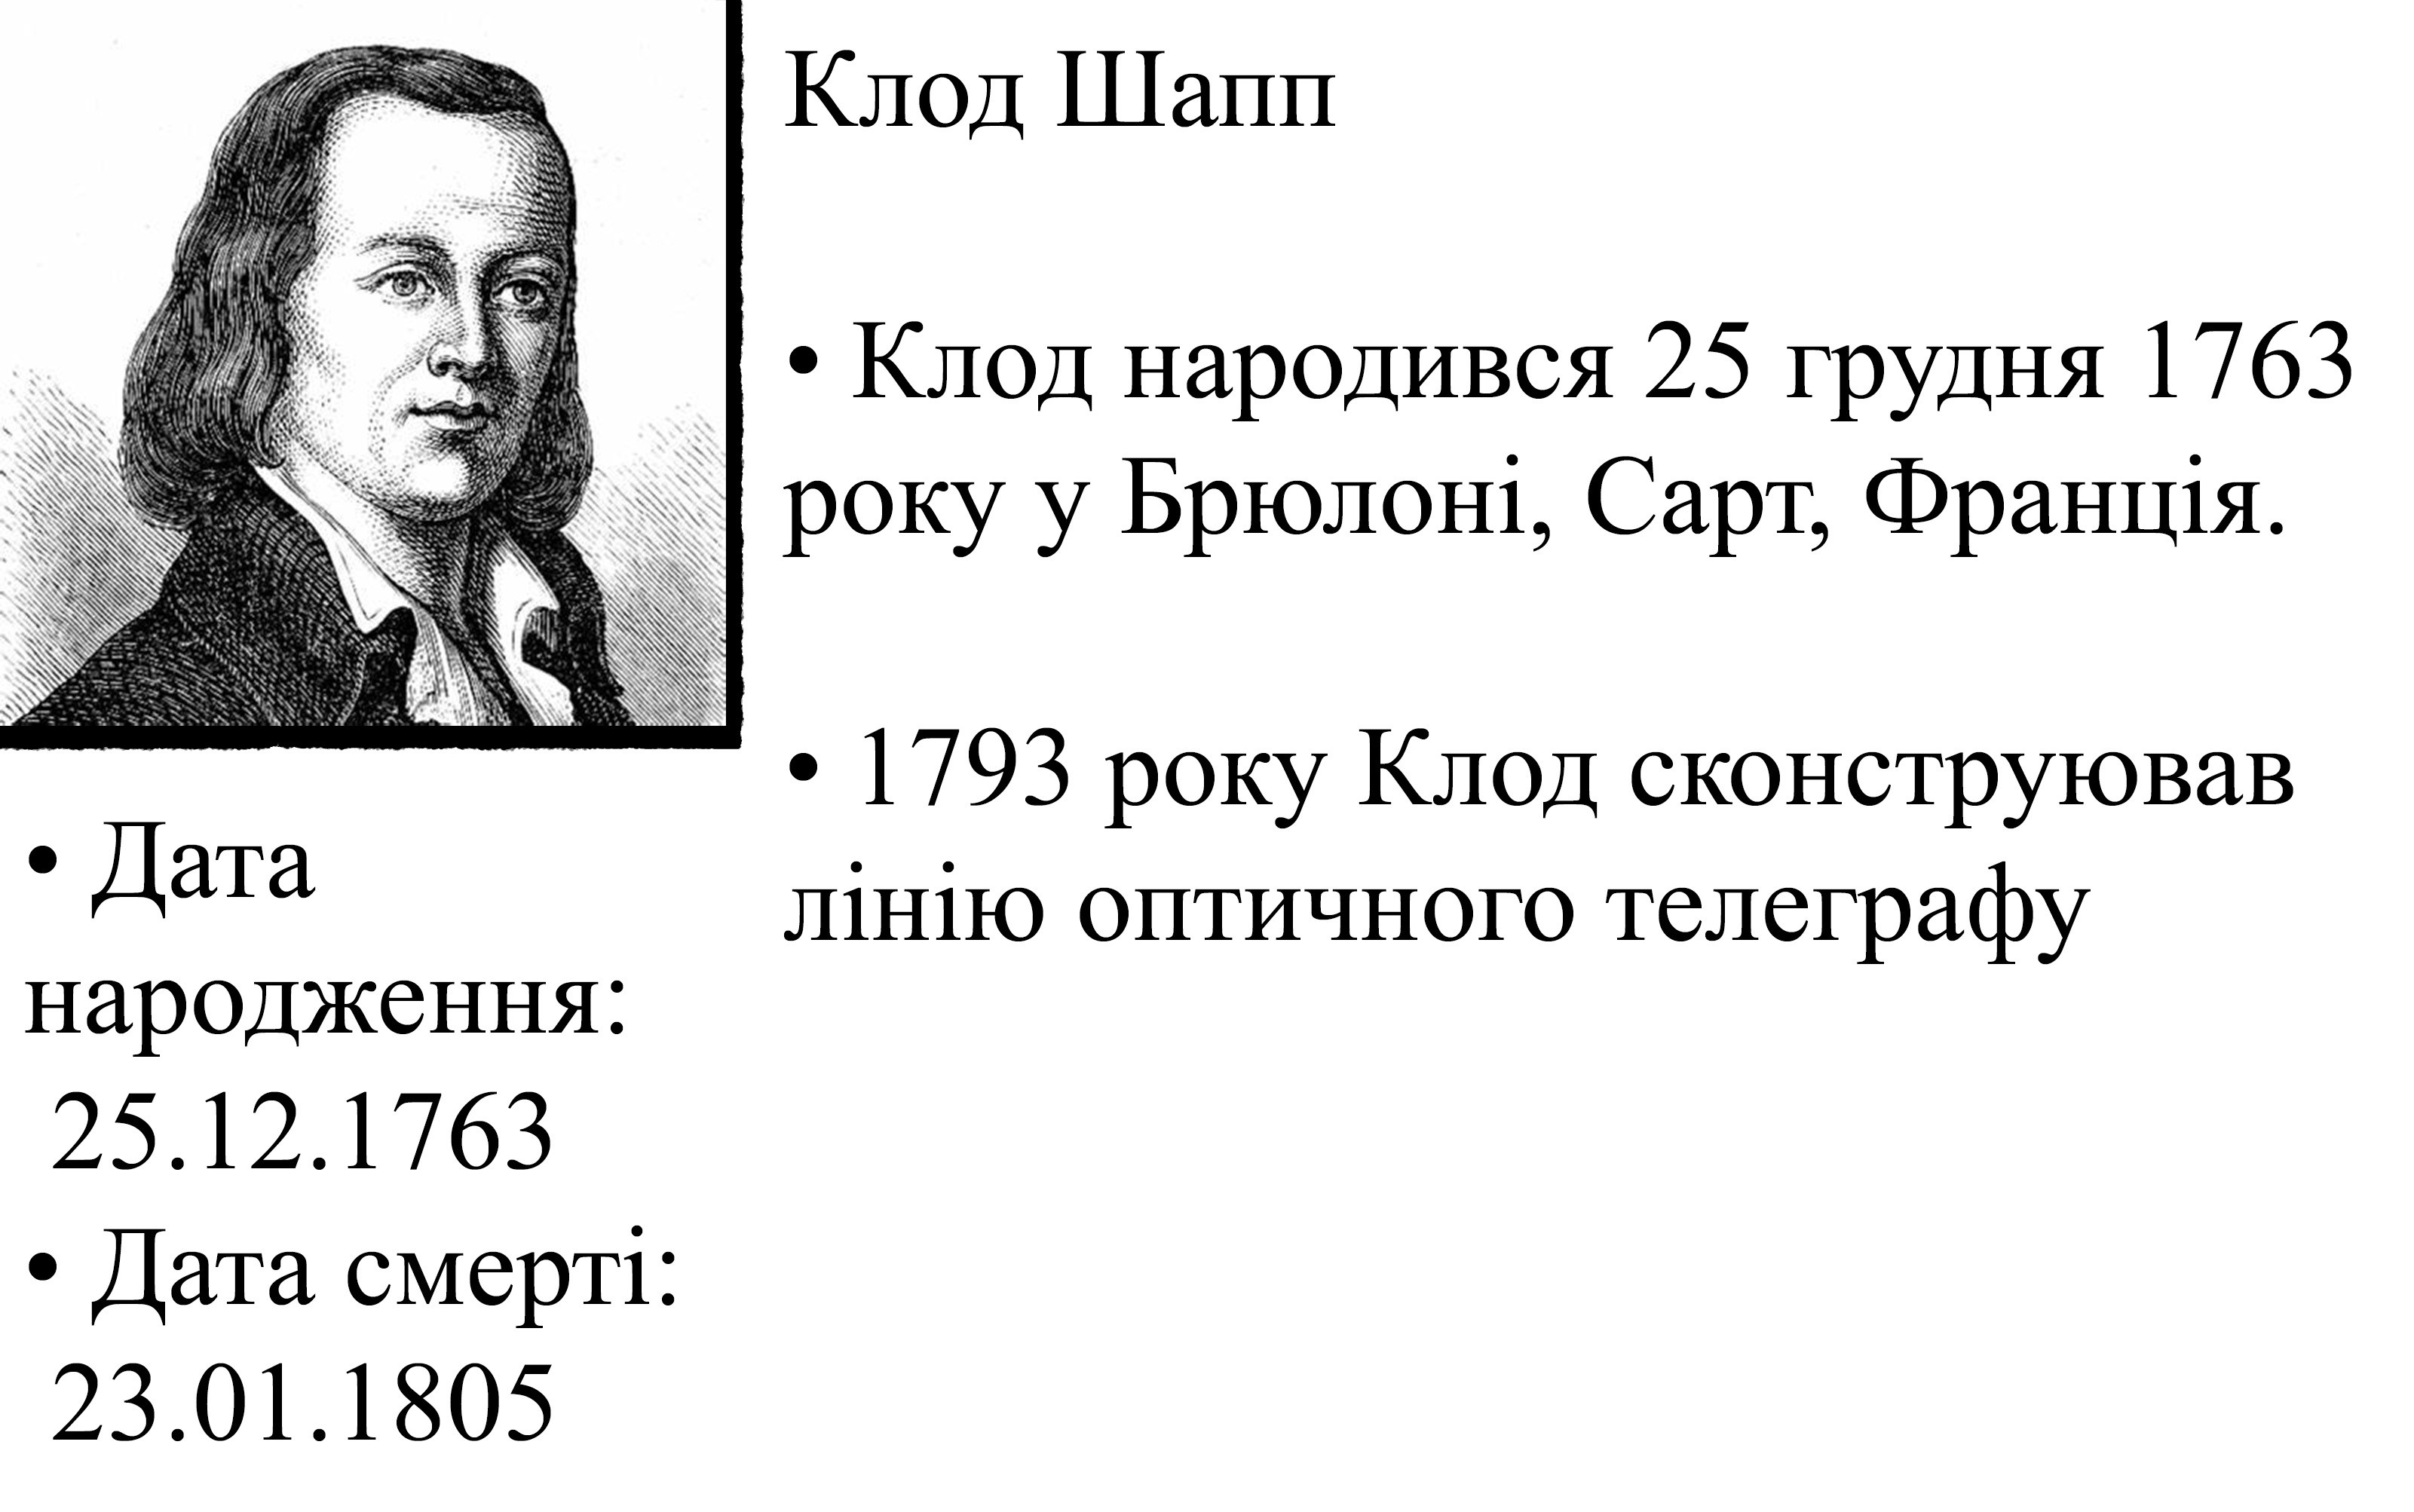 Клод Шапп
• Клод народився 25 грудня 1763
року у Брюлоні, Сарт, Франція.
• 1793 року Клод сконструював
лінію оптичного телеграфу
• Дата
народження:
25.12.1763
• Дата смерті:
23.01.1805